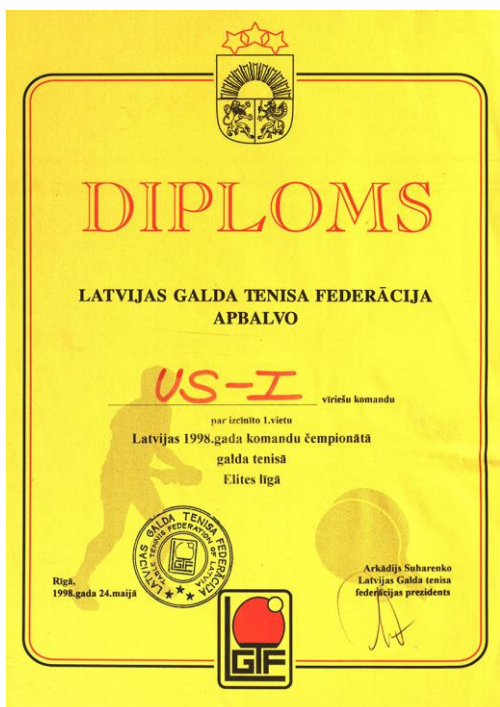 DIPLOMS
LATVIJAS GALDA TENISA FEDERĀCIJA
APBALVO
US-I
vīriešu komandu
par izcīnīto 1.vietu
Latvijas 1998.gada komandu čempionātā
galda tenisā
Elites līgā
LATVIJAS GALDA TENISA FEDERĀCIJA
TABLE TENNIS FEDERATION OF LATVIA
LGTF
Rīgā,
1998.gada 24.maijā
Arkādijs Suharenko
Latvijas Galda tenisa
federācijas prezidents
LGTF